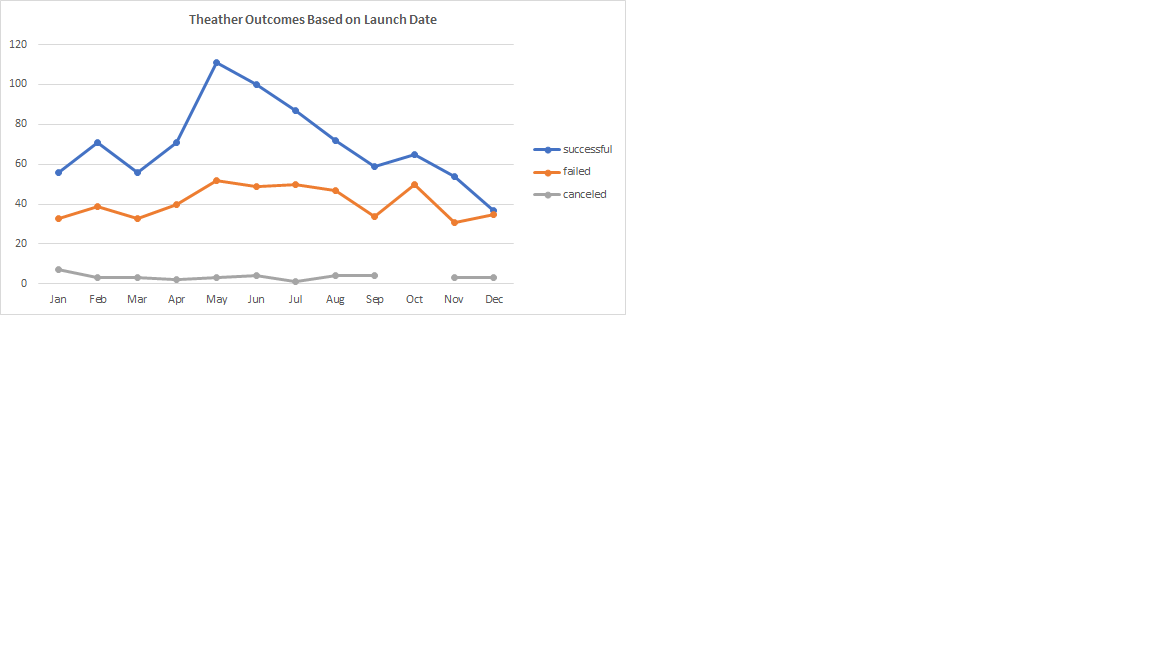 Theather Outcomes Based on Launch Date
120
100
80
60
40
20
0
Jan Feb Mar Apr May Jun Jul Aug Sep Oct Nov Dec
successful
failed
canceled